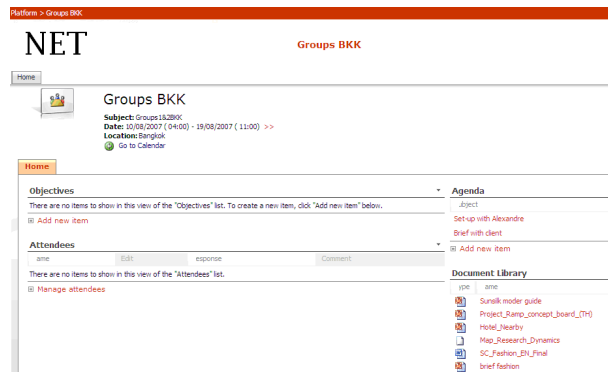 Platform > Groups BKK
NET
Groups BKK
Home
Groups BKK
Subject: Groups1&2BKK
Date: 10/08/2007 ( 04:00) - 19/08/2007 ( 11:00) >>
Location: Bangkok
Go to Calendar
Home
Objectives
There are no items to show in this view of the "Objectives" list. To create a new item, click "Add new item" below.
Add new item
Attendees
ame Edit esponse Comment
There are no items to show in this view of the "Attendees" list.
Manage attendees
Agenda
ubject
Set-up with Alexandre
Brief with client
Add new item
Document Library
ype ame
Sunsilk moder guide
Project_Ramp_concept_board_(TH)
Hotel_Nearby
Map_Research_Dynamics
SC_Fashion_EN_Final
brief fashion